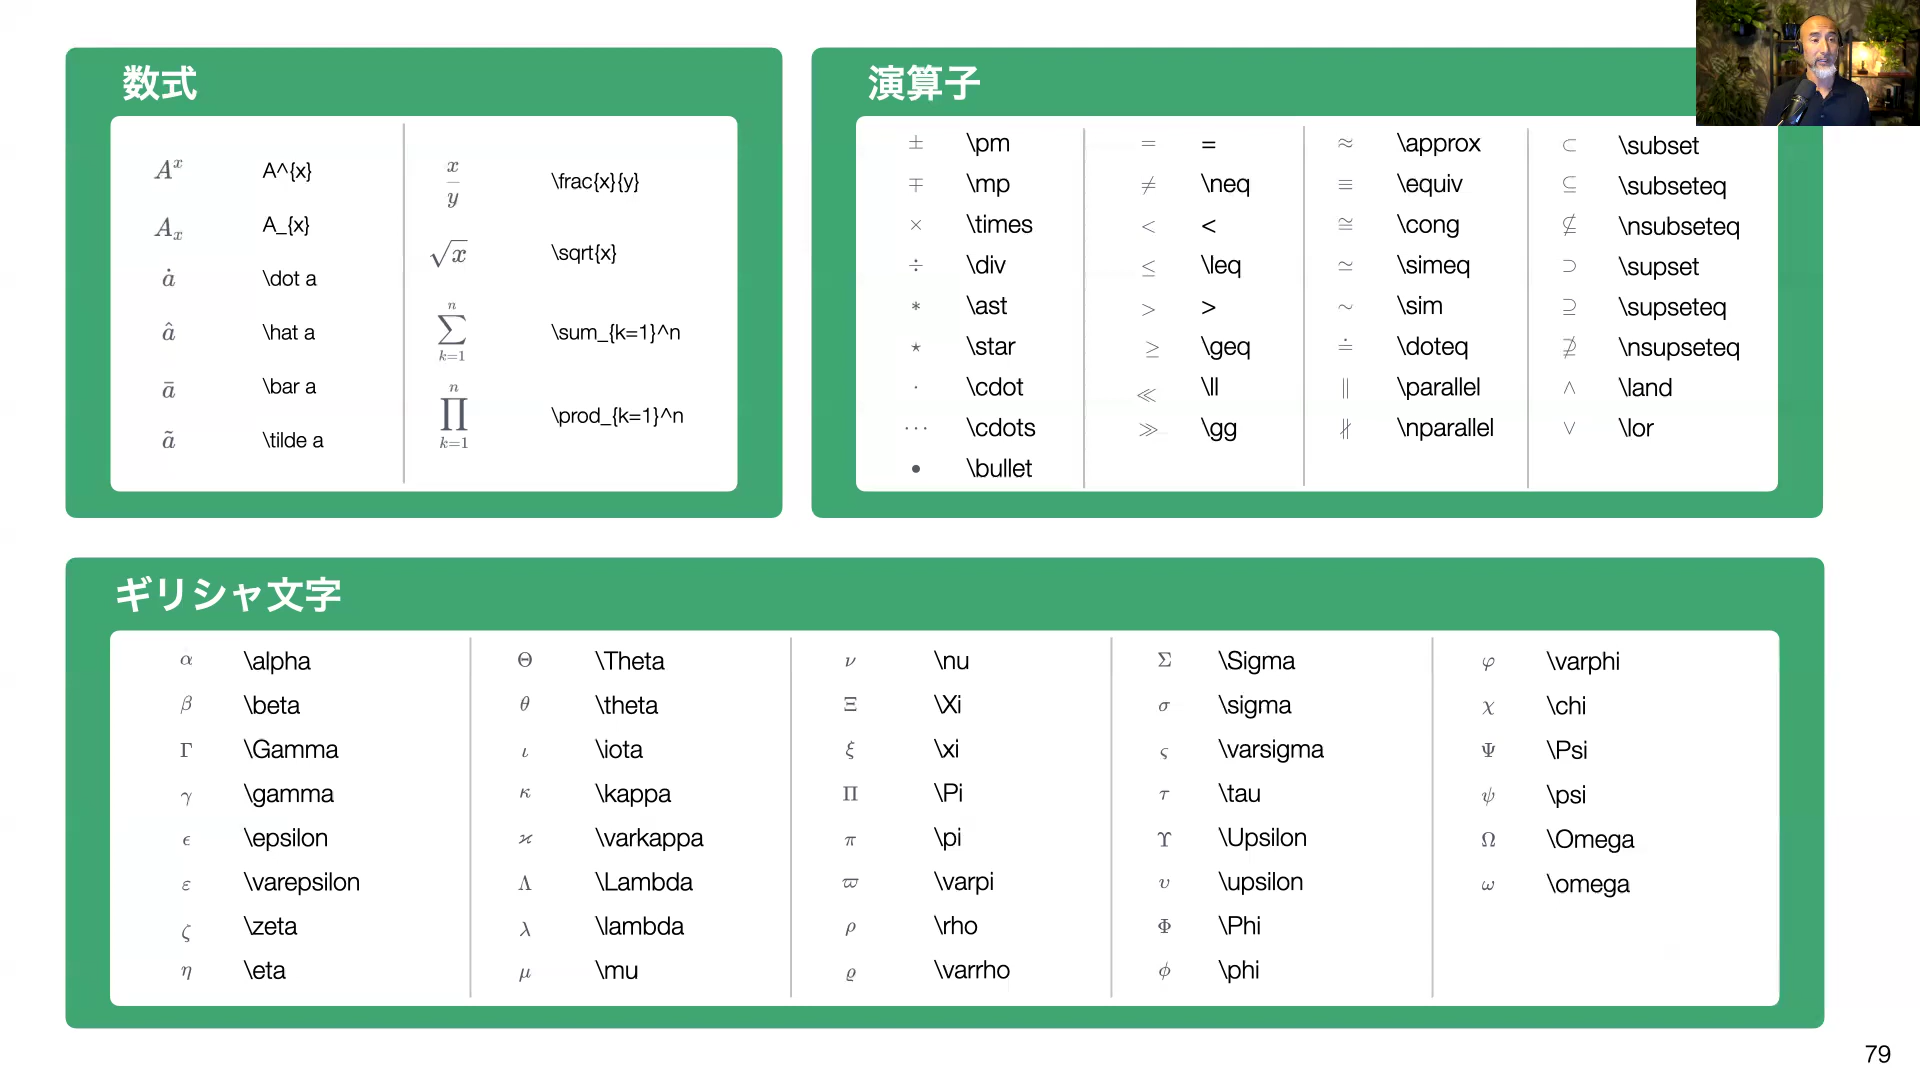 数式
Aˣ A^{x}
Aₓ A_{x}
ȧ \dot a
â \hat a
ā \bar a
ã \tilde a
x/y \frac{x}{y}
√x \sqrt{x}
n ∑ k=1 \sum_{k=1}^n
n ∏ k=1 \prod_{k=1}^n
演算子
± \pm
∓ \mp
× \times
÷ \div
∗ \ast
⋆ \star
· \cdot
⋯ \cdots
• \bullet
= =
≠ \neq
< <
≤ \leq
> >
≥ \geq
≪ \ll
≫ \gg
≈ \approx
≡ \equiv
≅ \cong
≃ \simeq
∼ \sim
≐ \doteq
∥ \parallel
∦ \nparallel
⊂ \subset
⊆ \subseteq
⊈ \nsubseteq
⊃ \supset
⊇ \supseteq
⊉ \nsupseteq
∧ \land
∨ \lor
ギリシャ文字
α \alpha
β \beta
Γ \Gamma
γ \gamma
ϵ \epsilon
ε \varepsilon
ζ \zeta
η \eta
Θ \Theta
θ \theta
ι \iota
κ \kappa
ϰ \varkappa
Λ \Lambda
λ \lambda
μ \mu
ν \nu
Ξ \Xi
ξ \xi
Π \Pi
π \pi
ϖ \varpi
ρ \rho
ϱ \varrho
Σ \Sigma
σ \sigma
ς \varsigma
τ \tau
ϒ \Upsilon
υ \upsilon
Φ \Phi
ϕ \phi
φ \varphi
χ \chi
Ψ \Psi
ψ \psi
Ω \Omega
ω \omega
79